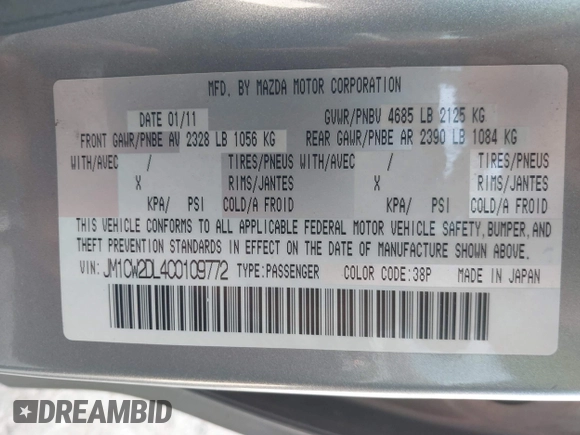 MFD. BY MAZDA MOTOR CORPORATION
DATE 01/11 GVWR/PNBV 4685 LB 2125 KG
FRONT GAWR/PNBE AV 2328 LB 1056 KG REAR GAWR/PNBE AR 2390 LB 1084 KG
WITH/AVEC / TIRES/PNEUS WITH/AVEC / TIRES/PNEUS
X RIMS/JANTES X RIMS/JANTES
KPA/ PSI COLD/A FROID KPA/ PSI COLD/A FROID
THIS VEHICLE CONFORMS TO ALL APPLICABLE FEDERAL MOTOR VEHICLE SAFETY, BUMPER, AND
THEFT PREVENTION STANDARDS IN EFFECT ON THE DATE OF MANUFACTURE SHOWN ABOVE.
VIN: JM1CW2DL4C0109772 TYPE:PASSENGER COLOR CODE:38P MADE IN JAPAN
DREAMBID